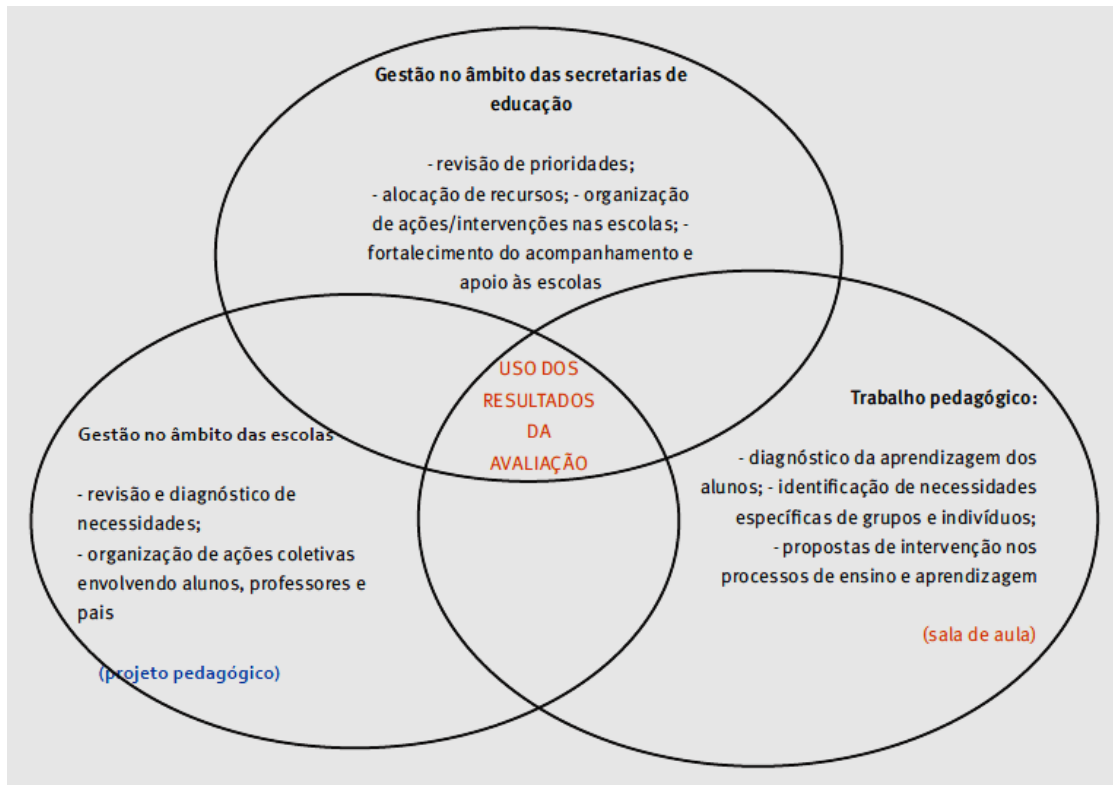 Gestão no âmbito das secretarias de
educação
- revisão de prioridades;
- alocação de recursos; - organização
de ações/intervenções nas escolas; -
fortalecimento do acompanhamento e
apoio às escolas
USO DOS
RESULTADOS
DA
AVALIAÇÃO
Gestão no âmbito das escolas
- revisão e diagnóstico de
necessidades;
- organização de ações coletivas
envolvendo alunos, professores e
pais
(projeto pedagógico)
Trabalho pedagógico:
- diagnóstico da aprendizagem dos
alunos; - identificação de necessidades
específicas de grupos e indivíduos;
- propostas de intervenção nos
processos de ensino e aprendizagem
(sala de aula)